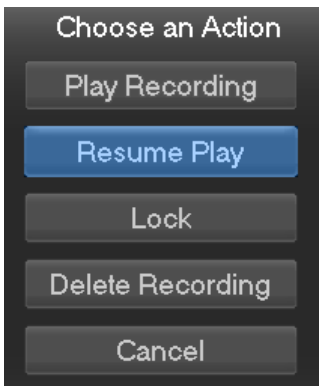 Choose an Action
Play Recording
Resume Play
Lock
Delete Recording
Cancel